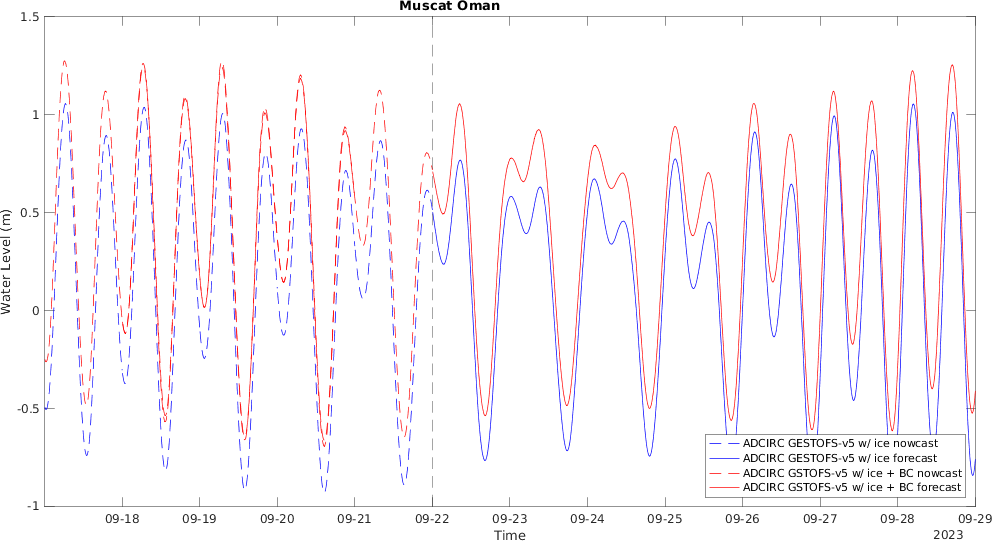 Muscat Oman
1.5
1
0.5
0
-0.5
-1
Water Level (m)
ADCIRC GESTOFS-v5 w/ ice nowcast
ADCIRC GESTOFS-v5 w/ ice forecast
ADCIRC GSTOFS-v5 w/ ice + BC nowcast
ADCIRC GSTOFS-v5 w/ ice + BC forecast
09-18 09-19 09-20 09-21 09-22 09-23 09-24 09-25 09-26 09-27 09-28 09-29
Time
2023